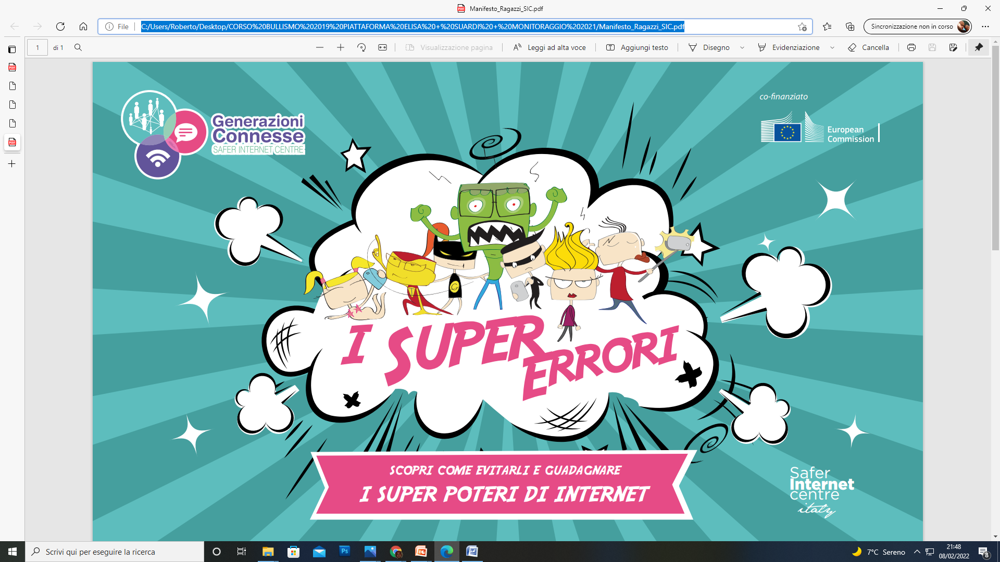 Manifesto_Ragazzi_SIC.pdf
File
C:/Users/Roberto/Desktop/CORSO%20BULLISMO%202019%20PIATTAFORMA%20ELISA%20+%20SUARDI%20+%20MONITORAGGIO%202021/Manifesto_Ragazzi_SIC.pdf
Sincronizzazione non in corso
1 di 1
Visualizzazione pagina
Leggi ad alta voce
Aggiungi testo
Disegno
Evidenziazione
Cancella
Generazioni
Connesse
SAFER INTERNET CENTRE
co-finanziato
European
Commission
I SUPER
ERRORI
SCOPRI COME EVITARLI E GUADAGNARE
I SUPER POTERI DI INTERNET
Safer
Internet
centre
italy
Scrivi qui per eseguire la ricerca
7°C Sereno
21:48
08/02/2022
8